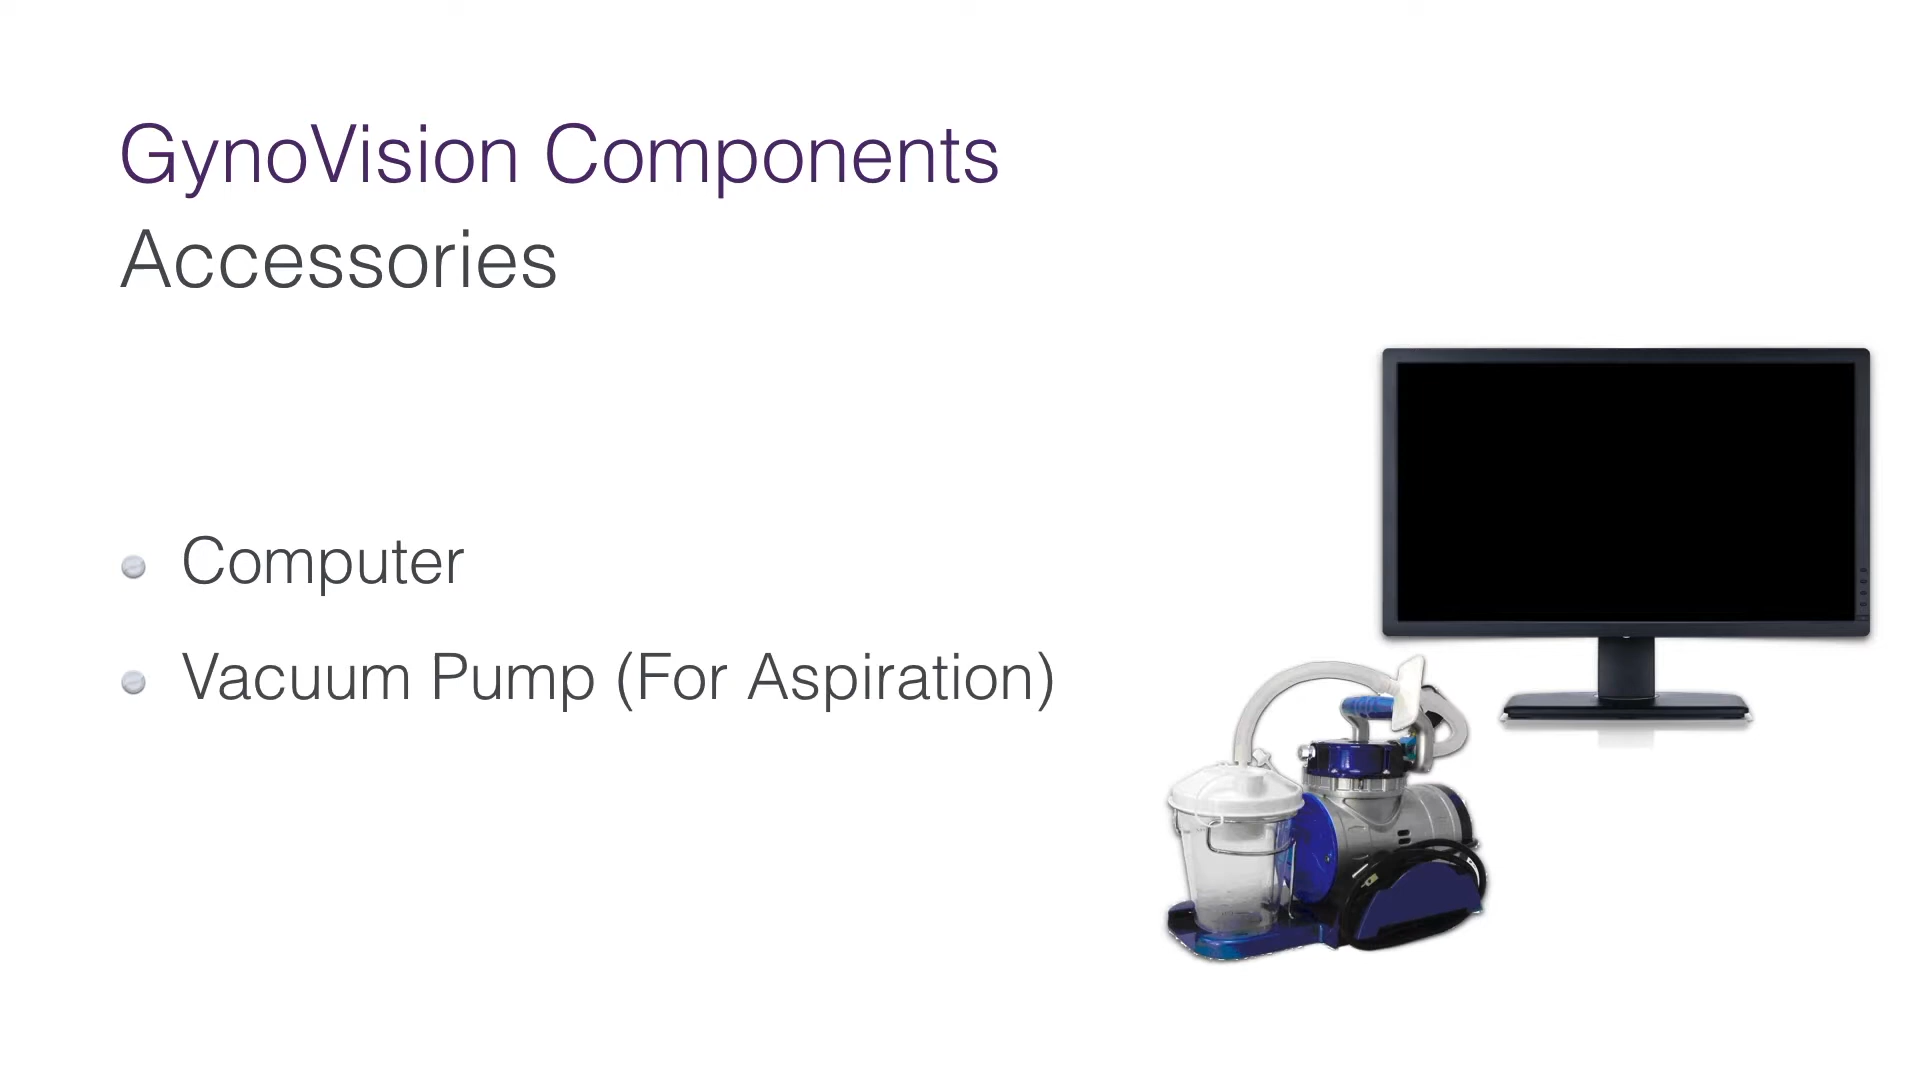 GynoVision Components
Accessories
Computer
Vacuum Pump (For Aspiration)